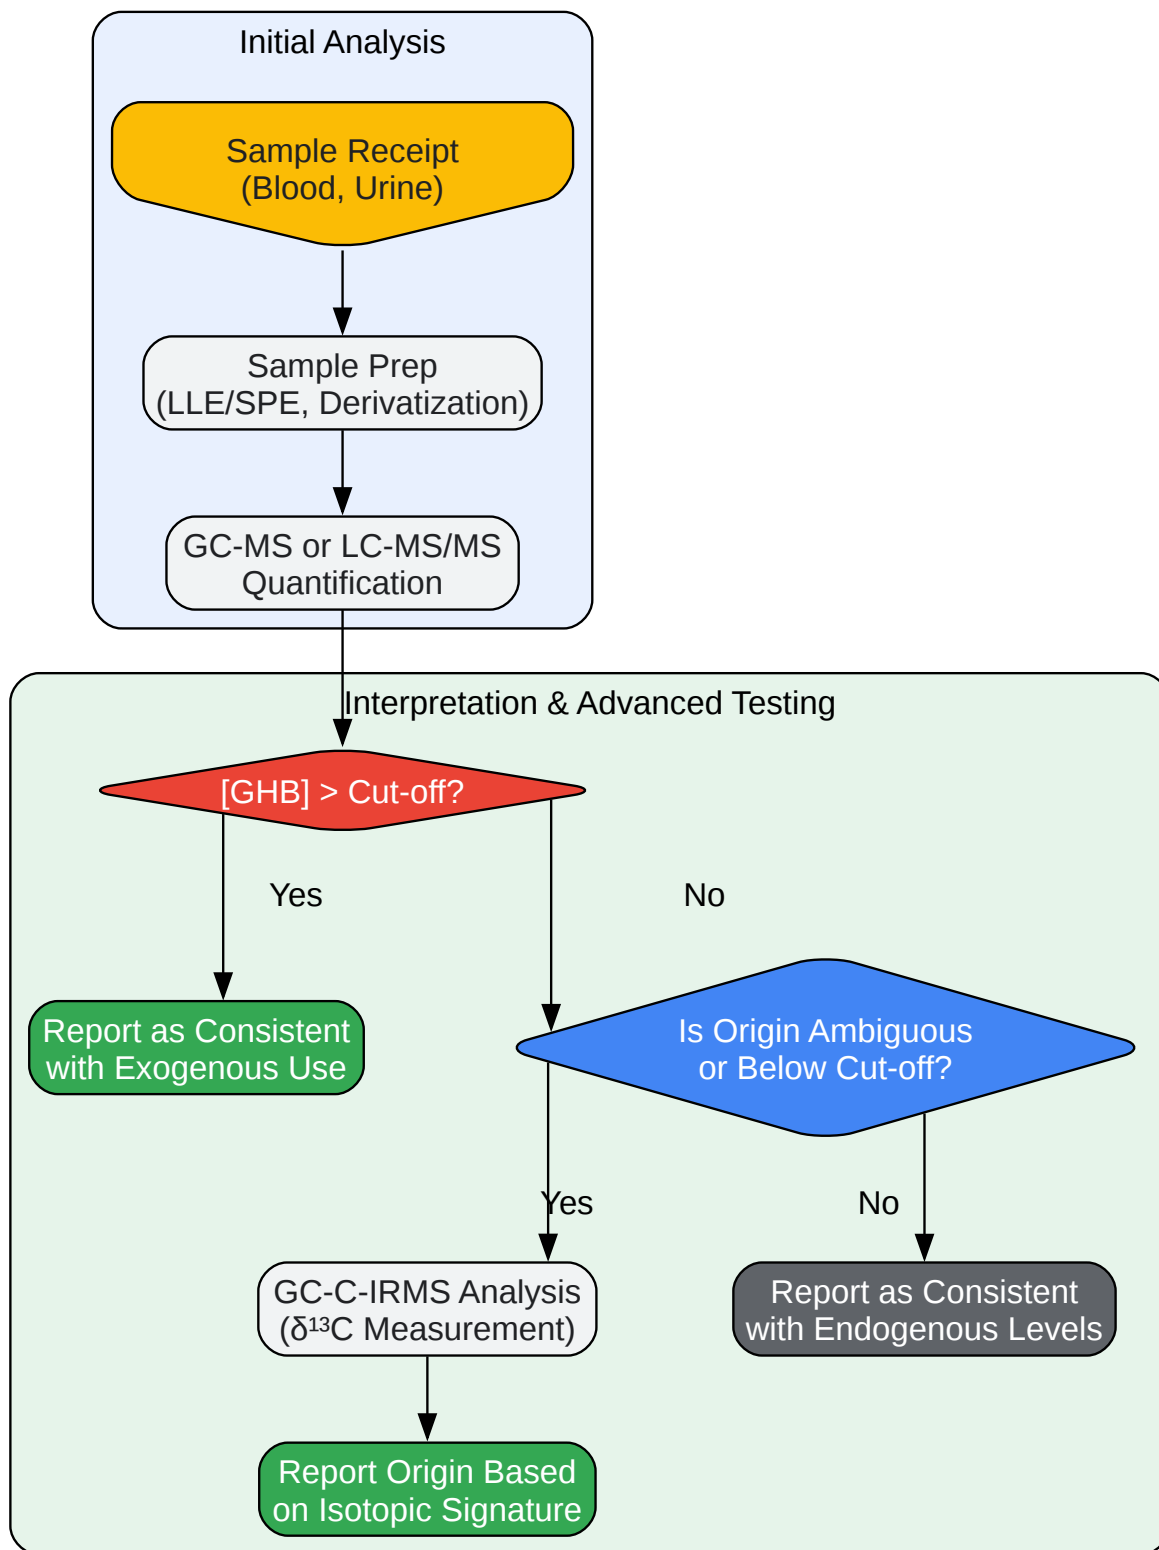 Initial Analysis
Sample Receipt
(Blood, Urine)
Sample Prep
(LLE/SPE, Derivatization)
GC-MS or LC-MS/MS
Quantification
Interpretation & Advanced Testing
[GHB] > Cut-off?
Yes
No
Report as Consistent
with Exogenous Use
Is Origin Ambiguous
or Below Cut-off?
Yes
No
GC-C-IRMS Analysis
(δ¹³C Measurement)
Report as Consistent
with Endogenous Levels
Report Origin Based
on Isotopic Signature